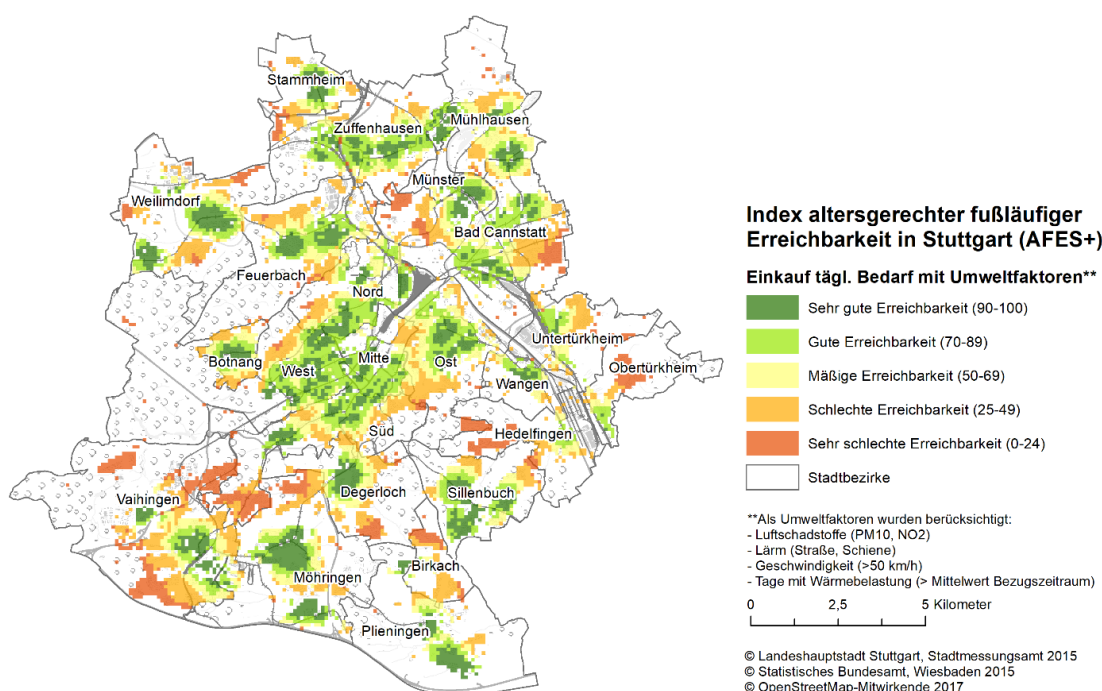 Stammheim
Zuffenhausen
Mühlhausen
Münster
Weilimdorf
Bad Cannstatt
Feuerbach
Nord
Untertürkheim
Botnang
Mitte
Ost
Obertürkheim
West
Wangen
Süd
Hedelfingen
Vaihingen
Degerloch
Sillenbuch
Birkach
Möhringen
Plieningen
Index altersgerechter fußläufiger
Erreichbarkeit in Stuttgart (AFES+)
Einkauf tägl. Bedarf mit Umweltfaktoren**
Sehr gute Erreichbarkeit (90-100)
Gute Erreichbarkeit (70-89)
Mäßige Erreichbarkeit (50-69)
Schlechte Erreichbarkeit (25-49)
Sehr schlechte Erreichbarkeit (0-24)
Stadtbezirke
**Als Umweltfaktoren wurden berücksichtigt:
- Luftschadstoffe (PM10, NO2)
- Lärm (Straße, Schiene)
- Geschwindigkeit (>50 km/h)
- Tage mit Wärmebelastung (> Mittelwert Bezugszeitraum)
0 2,5 5 Kilometer
© Landeshauptstadt Stuttgart, Stadtmessungsamt 2015
© Statistisches Bundesamt, Wiesbaden 2015
© OpenStreetMap-Mitwirkende 2017